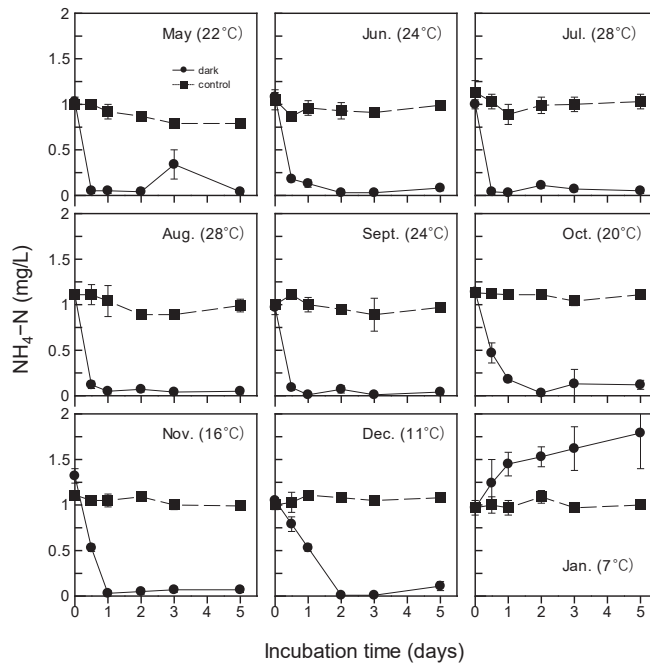 2
May (22°C)
Jun. (24°C)
Jul. (28°C)
1.5
dark
control
1
0.5
0
2
Aug. (28°C)
Sept. (24°C)
Oct. (20°C)
1.5
1
0.5
0
2
Nov. (16°C)
Dec. (11°C)
1.5
1
0.5
Jan. (7°C)
0
0 1 2 3 4 5
0 1 2 3 4 5
0 1 2 3 4 5
NH₄−N (mg/L)
Incubation time (days)